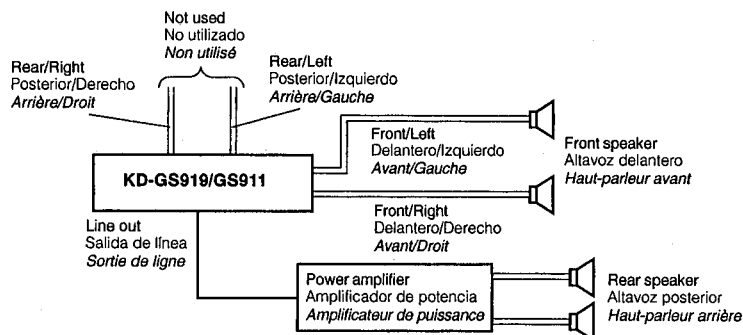 Not used
No utilizado
Non utilisé
Rear/Right
Posterior/Derecho
Arrière/Droit
Rear/Left
Posterior/Izquierdo
Arrière/Gauche
Front/Left
Delantero/Izquierdo
Avant/Gauche
Front speaker
Altavoz delantero
Haut-parleur avant
KD-GS919/GS911
Front/Right
Delantero/Derecho
Avant/Droit
Line out
Salida de línea
Sortie de ligne
Power amplifier
Amplificador de potencia
Amplificateur de puissance
Rear speaker
Altavoz posterior
Haut-parleur arrière